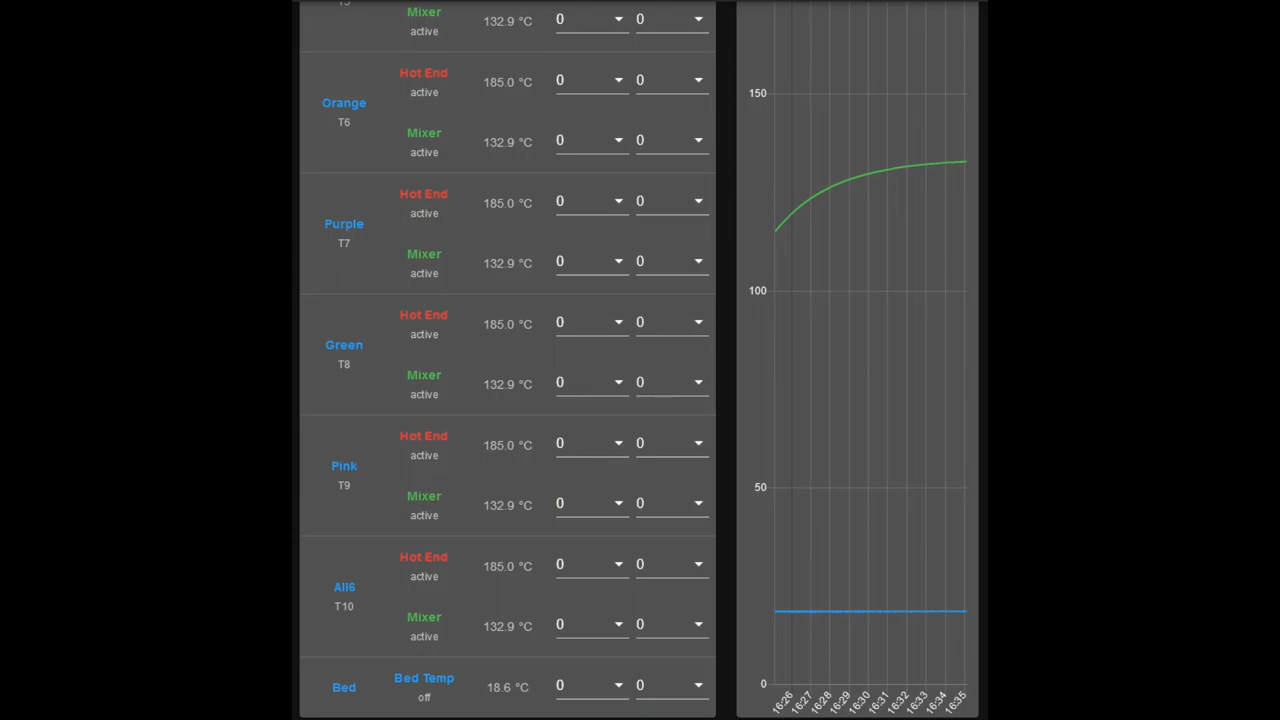 Mixer
active
132.9 °C
0
0
Orange
T6
Hot End
active
185.0 °C
0
0
Mixer
active
132.9 °C
0
0
Purple
T7
Hot End
active
185.0 °C
0
0
Mixer
active
132.9 °C
0
0
Green
T8
Hot End
active
185.0 °C
0
0
Mixer
active
132.9 °C
0
0
Pink
T9
Hot End
active
185.0 °C
0
0
Mixer
active
132.9 °C
0
0
All6
T10
Hot End
active
185.0 °C
0
0
Mixer
active
132.9 °C
0
0
Bed
Bed Temp
off
18.6 °C
0
0
150
100
50
0
16:26
16:27
16:28
16:29
16:30
16:31
16:32
16:33
16:34
16:35